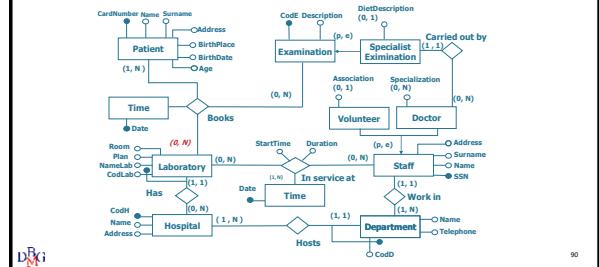 CardNumber Name Surname
Address
BirthPlace
BirthDate
Age
Patient
(1, N)
CodE Description
Examination
(p, e)
DietDescription
(0, 1)
Specialist
Eximination
Carried out by
(1 , 1)
(0, N)
Time
Date
Books
(0, N)
(0, N)
Association
(0, 1)
Volunteer
Specialization
(0, N)
Doctor
(p, e)
Room
Plan
NameLab
CodLab
Laboratory
(0, N)
StartTime
Duration
(1, N)
In service at
(0, N)
Date
Time
Staff
Address
Surname
Name
SSN
(1, 1)
Has
(0, N)
(1, 1)
Work in
(1, N)
CodH
Name
Address
Hospital
( 1 , N)
Hosts
(1, 1)
Department
Name
Telephone
CodD
DBMG
90